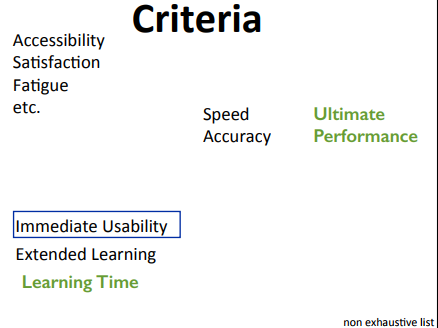 Criteria
Accessibility
Satisfaction
Fatigue
etc.
Speed
Accuracy
Ultimate
Performance
Immediate Usability
Extended Learning
Learning Time
non exhaustive list